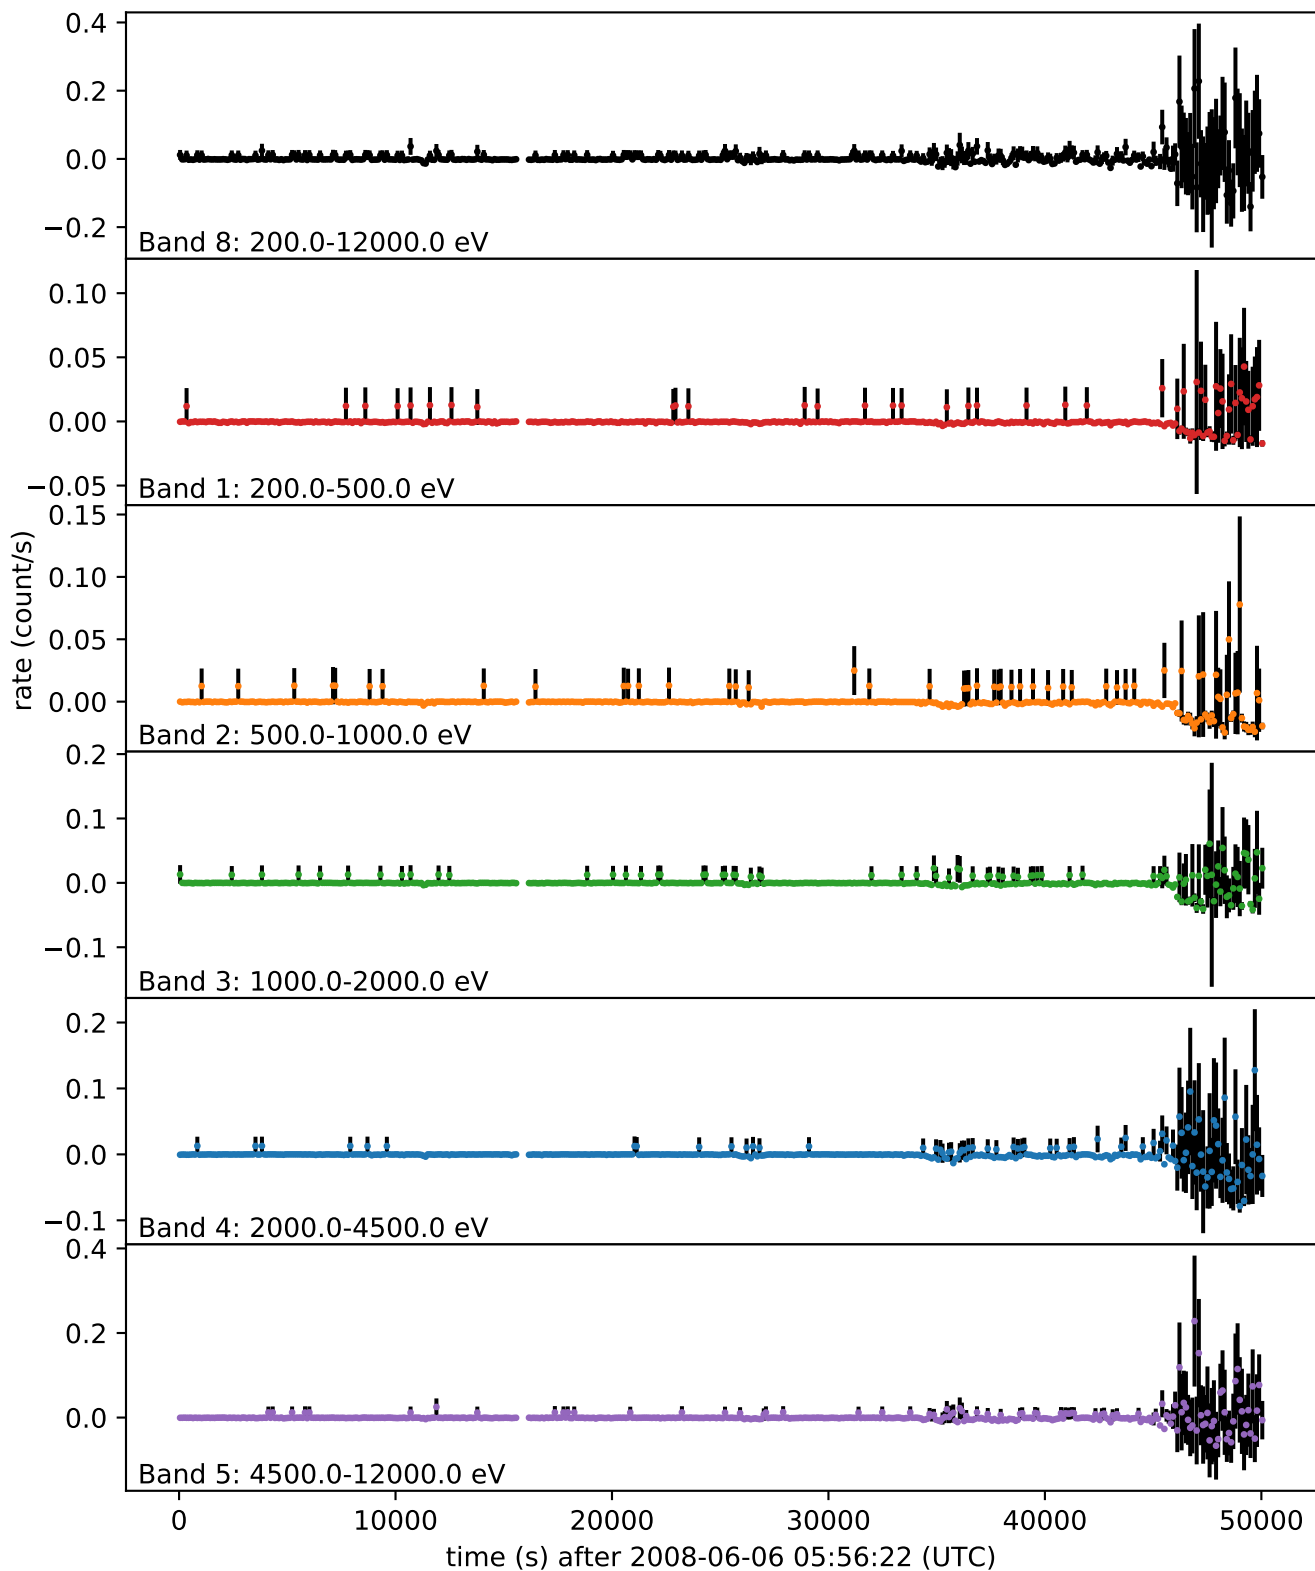 0.4
0.2
0.0
−0.2
Band 8: 200.0-12000.0 eV
0.10
0.05
0.00
−0.05
Band 1: 200.0-500.0 eV
rate (count/s)
0.15
0.10
0.05
0.00
Band 2: 500.0-1000.0 eV
0.2
0.1
0.0
−0.1
Band 3: 1000.0-2000.0 eV
0.2
0.1
0.0
−0.1
Band 4: 2000.0-4500.0 eV
0.4
0.2
0.0
Band 5: 4500.0-12000.0 eV
0 10000 20000 30000 40000 50000
time (s) after 2008-06-06 05:56:22 (UTC)